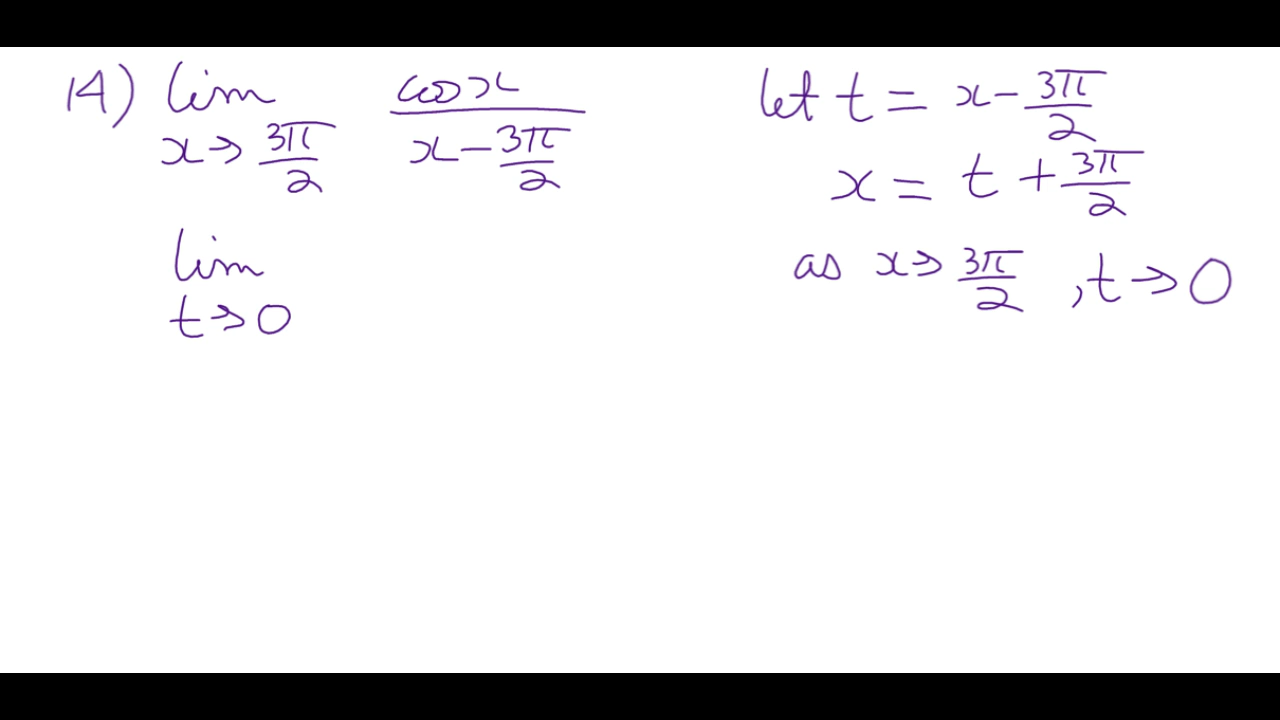 14) lim x→3π/2 cos x / (x − 3π/2)
let t = x − 3π/2
x = t + 3π/2
as x→3π/2 , t→0
lim t→0